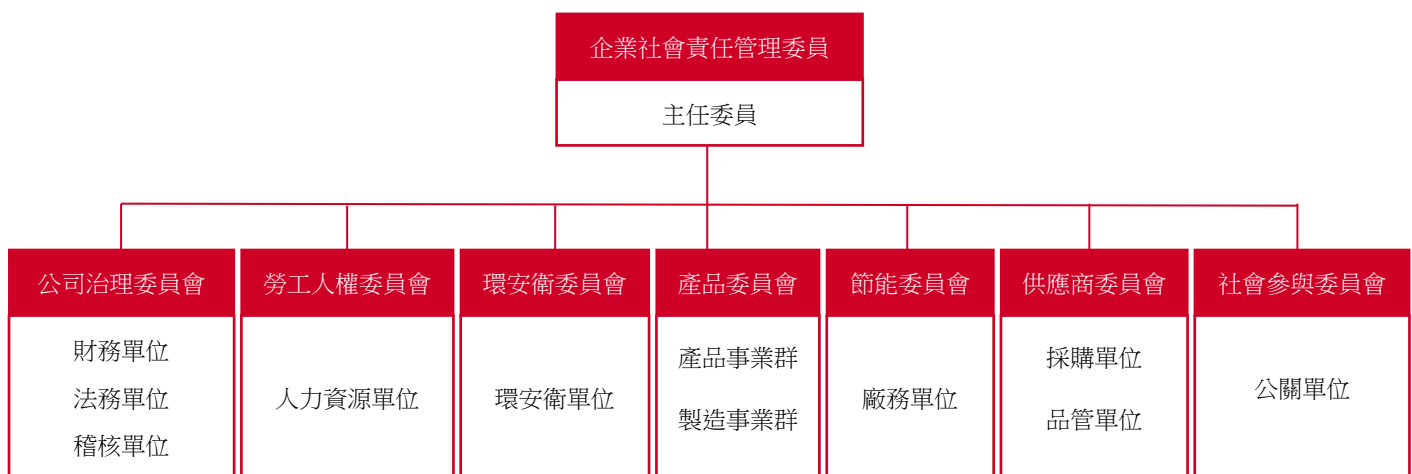 企業社會責任管理委員
主任委員
公司治理委員會
財務單位
法務單位
稽核單位
勞工人權委員會
人力資源單位
環安衛委員會
環安衛單位
產品委員會
產品事業群
製造事業群
節能委員會
廠務單位
供應商委員會
採購單位
品管單位
社會參與委員會
公關單位